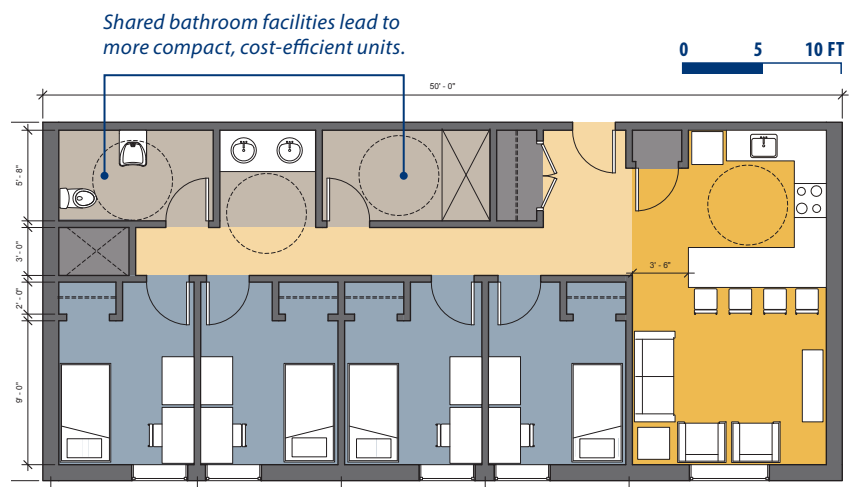 Shared bathroom facilities lead to
more compact, cost-efficient units.
0 5 10 FT
50' - 0"
5' - 8"
3' - 0"
3' - 6"
2' - 0"
9' - 0"